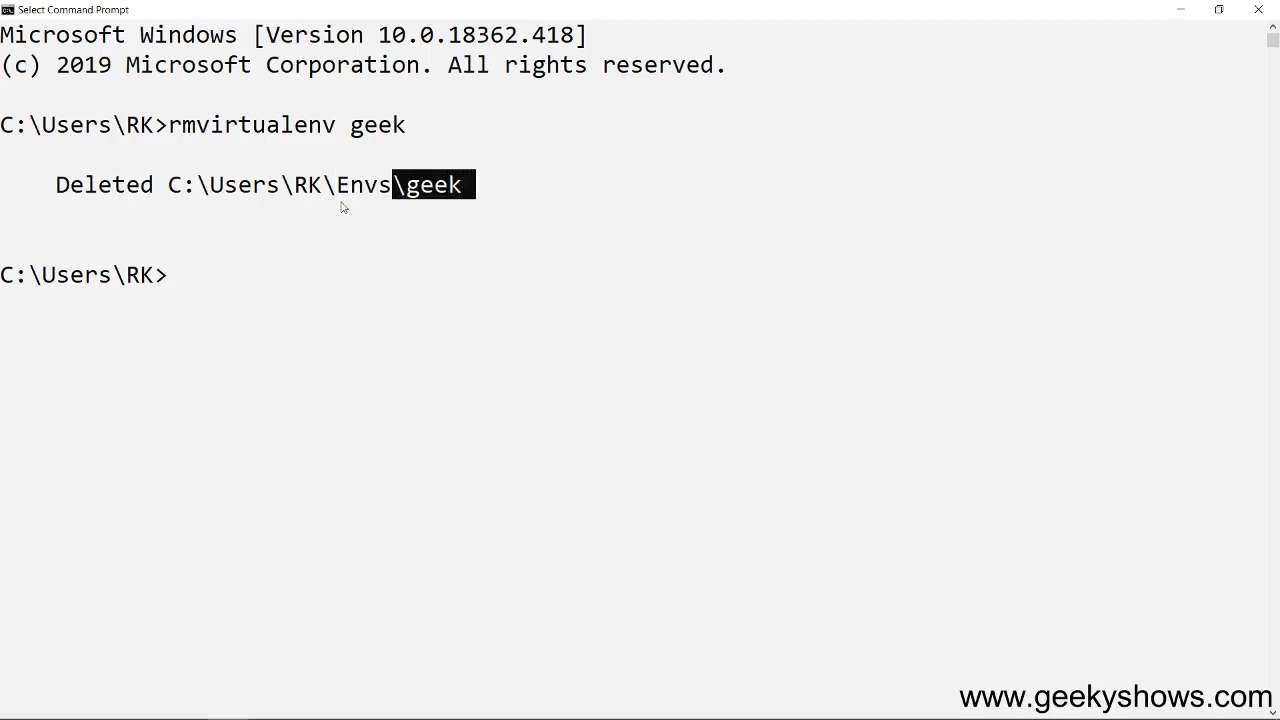 Select Command Prompt
Microsoft Windows [Version 10.0.18362.418]
(c) 2019 Microsoft Corporation. All rights reserved.
C:\Users\RK>rmvirtualenv geek
Deleted C:\Users\RK\Envs\geek
C:\Users\RK>
www.geekyshows.com